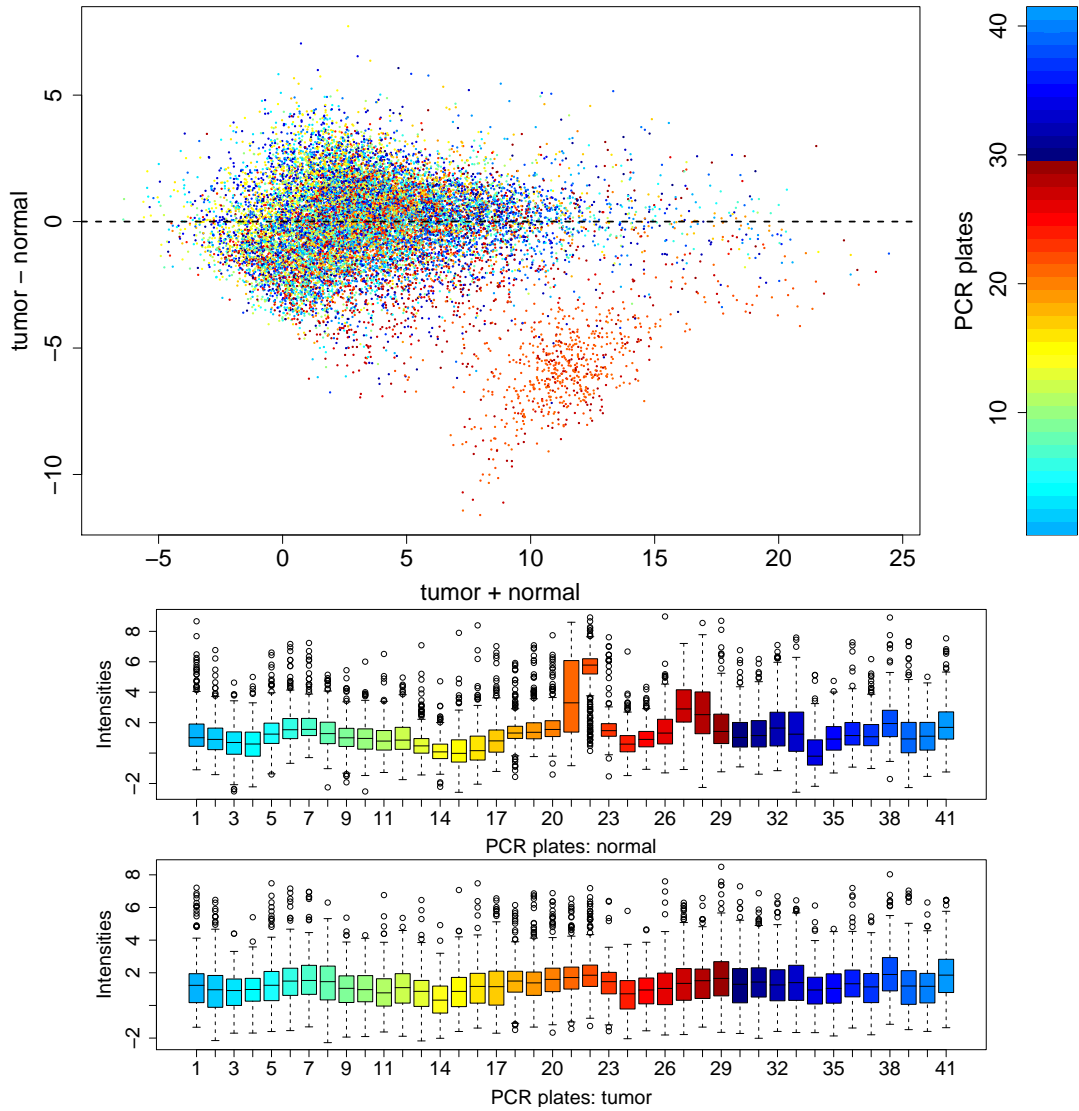 5
0
−5
−10
tumor − normal
−5 0 5 10 15 20 25
tumor + normal
40
30
20
10
PCR plates
8
6
4
2
−2
Intensities
1 3 5 7 9 11 14 17 20 23 26 29 32 35 38 41
PCR plates: normal
8
6
4
2
−2
Intensities
1 3 5 7 9 11 14 17 20 23 26 29 32 35 38 41
PCR plates: tumor